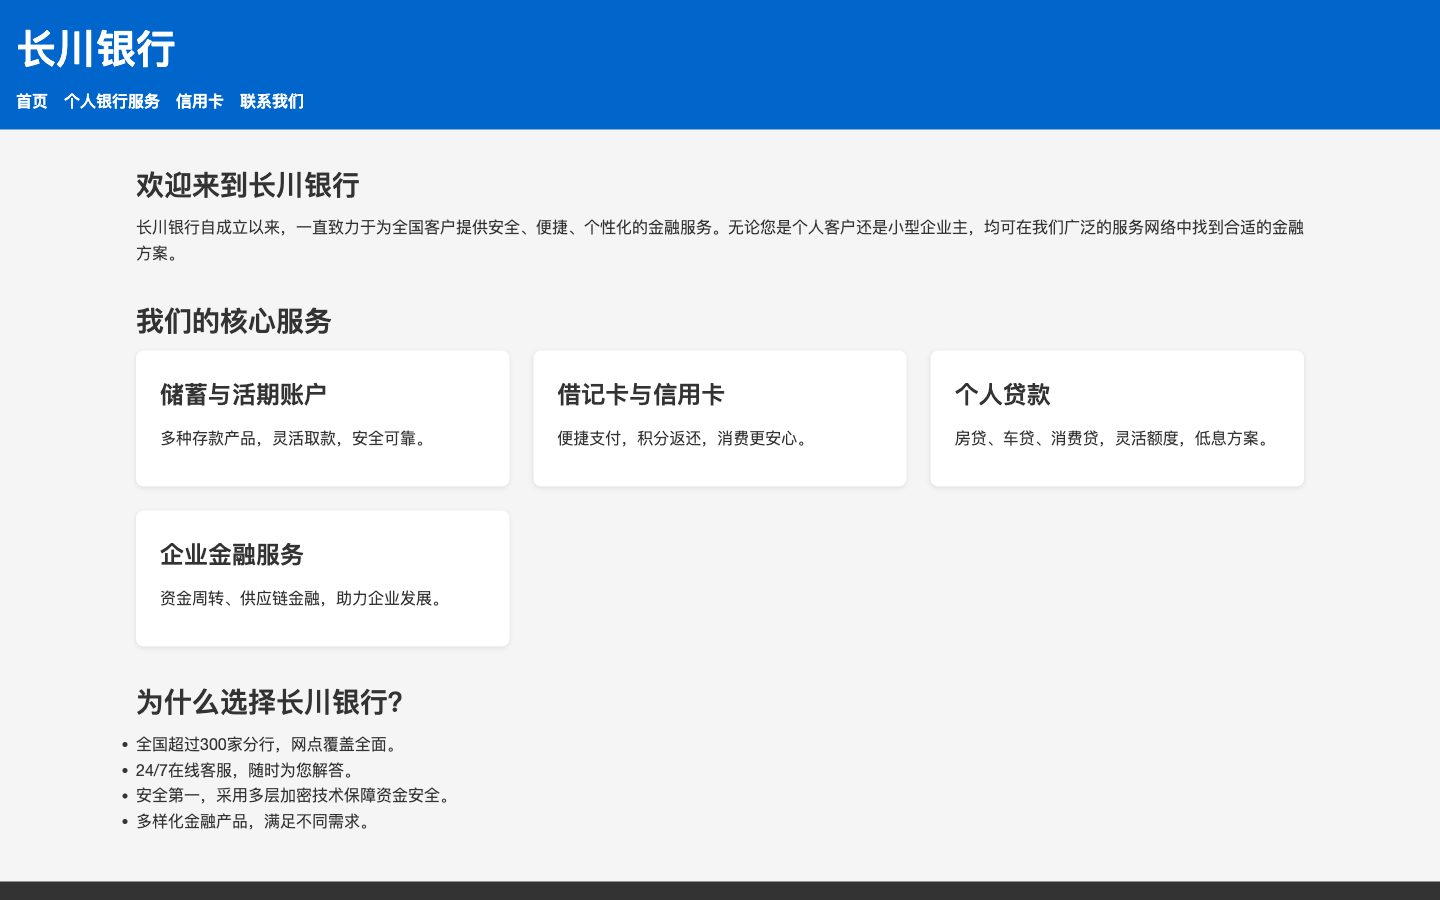 长川银行
首页 个人银行服务 信用卡 联系我们
欢迎来到长川银行
长川银行自成立以来，一直致力于为全国客户提供安全、便捷、个性化的金融服务。无论您是个人客户还是小型企业主，均可在我们广泛的服务网络中找到合适的金融
方案。
我们的核心服务
储蓄与活期账户
多种存款产品，灵活取款，安全可靠。
借记卡与信用卡
便捷支付，积分返还，消费更安心。
个人贷款
房贷、车贷、消费贷，灵活额度，低息方案。
企业金融服务
资金周转、供应链金融，助力企业发展。
为什么选择长川银行?
• 全国超过300家分行，网点覆盖全面。
• 24/7在线客服，随时为您解答。
• 安全第一，采用多层加密技术保障资金安全。
• 多样化金融产品，满足不同需求。